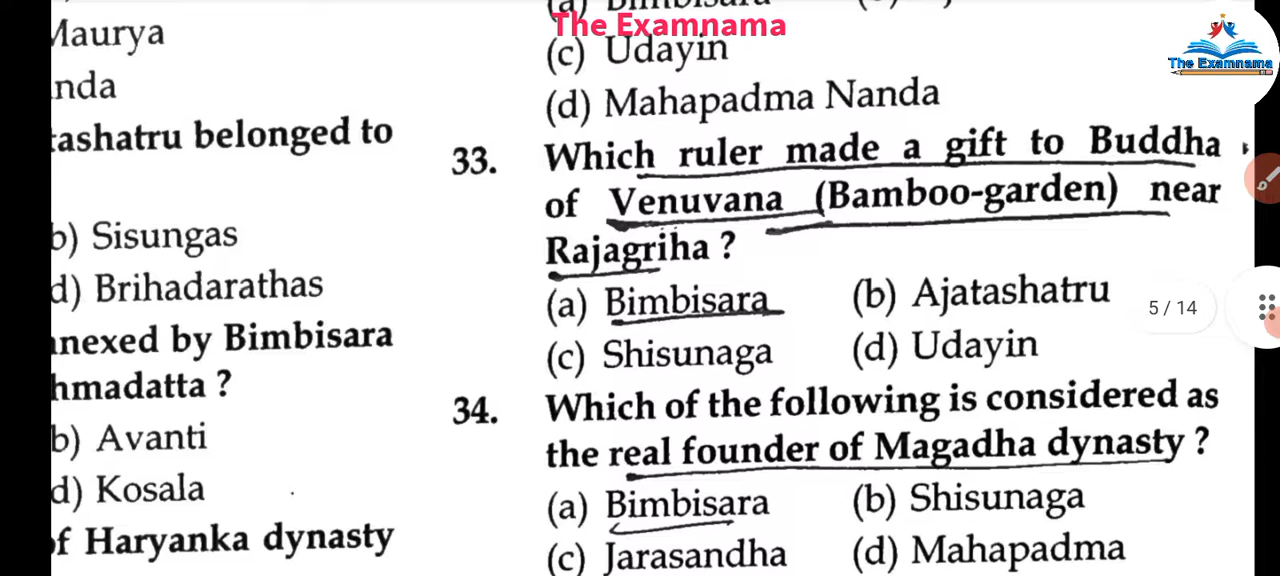 Maurya
nda
tashatru belonged to
b) Sisungas
d) Brihadarathas
nnexed by Bimbisara
hmadatta ?
b) Avanti
d) Kosala
of Haryanka dynasty
The Examnama
(c) Udayin
(d) Mahapadma Nanda
33. Which ruler made a gift to Buddha
of Venuvana (Bamboo-garden) near
Rajagriha ?
(a) Bimbisara (b) Ajatashatru
(c) Shisunaga (d) Udayin
34. Which of the following is considered as
the real founder of Magadha dynasty ?
(a) Bimbisara (b) Shisunaga
(c) Jarasandha (d) Mahapadma
The Examnama
5 / 14